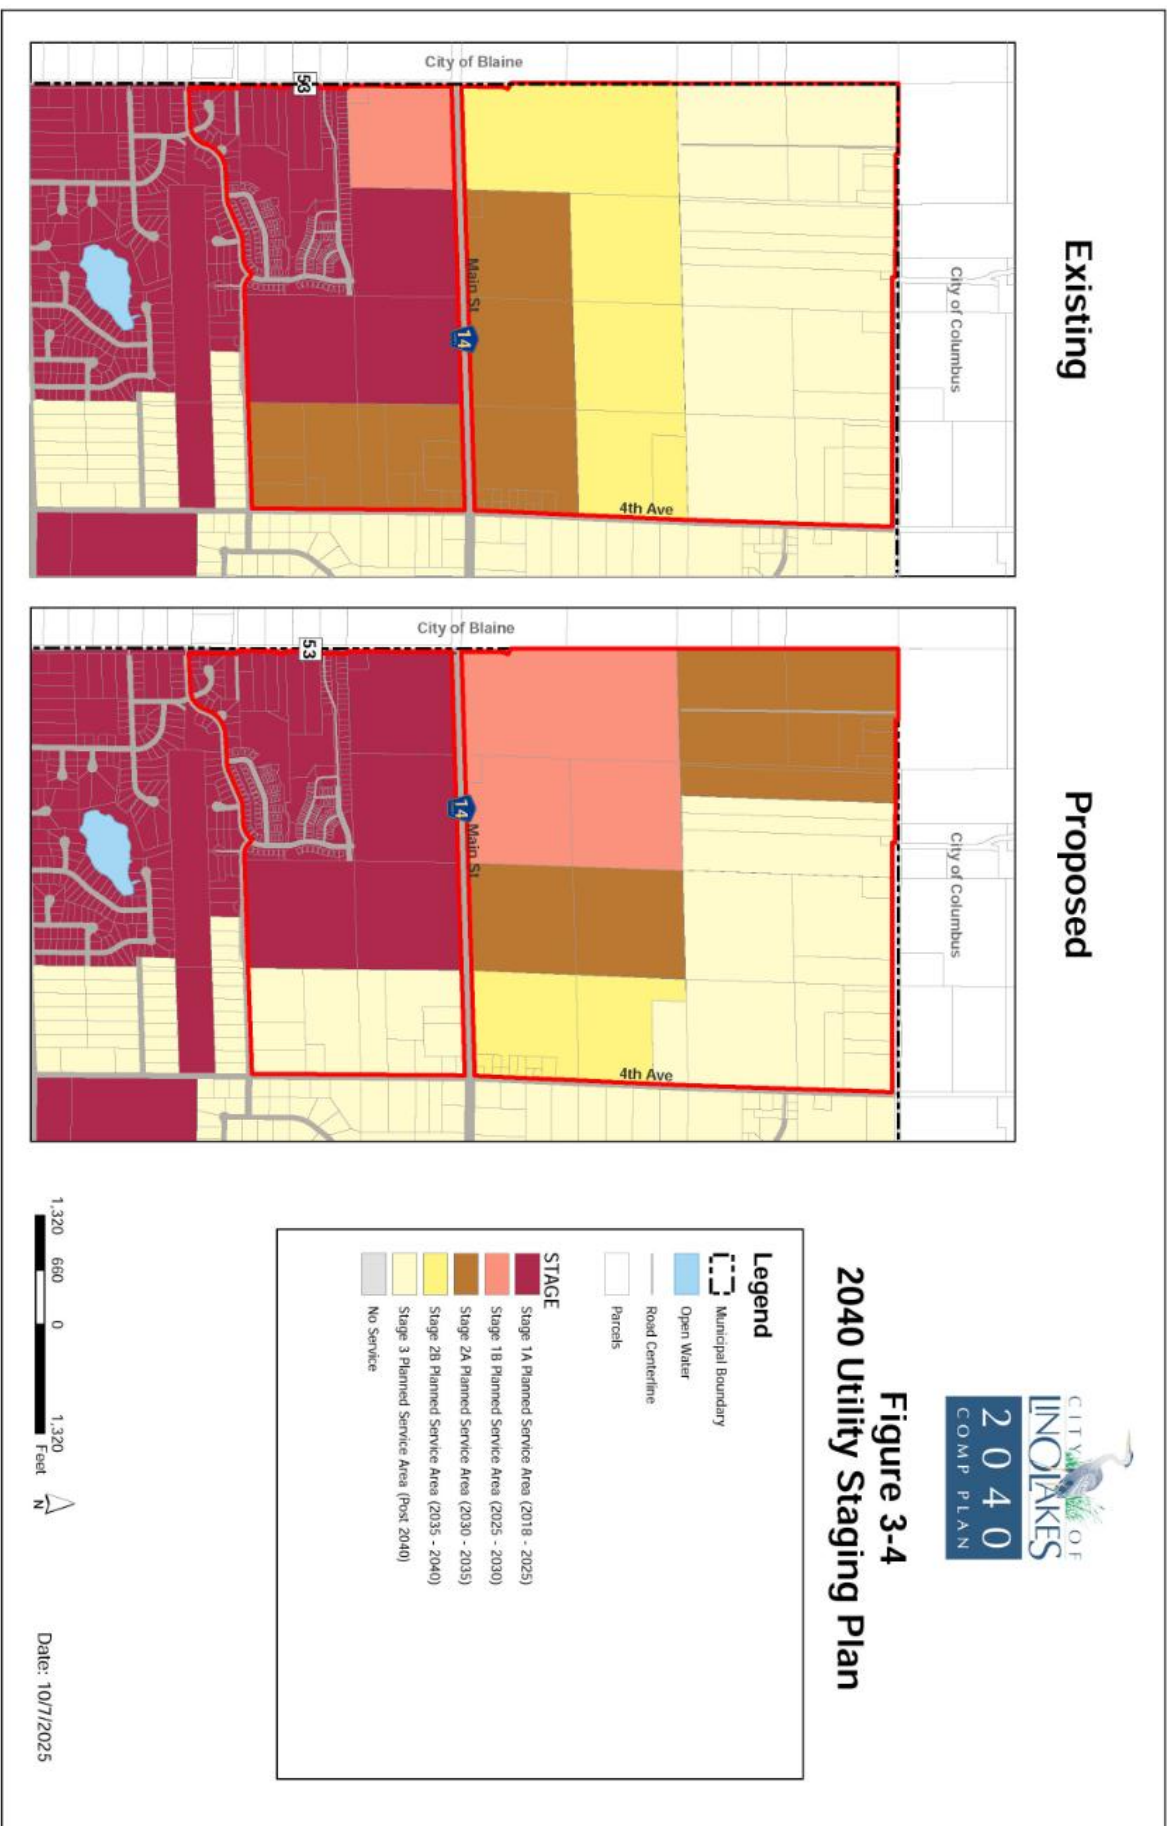 Existing
City of Blaine
City of Columbus
53
Main St
14
4th Ave
Proposed
City of Blaine
City of Columbus
53
Main St
14
4th Ave
CITY OF
LINO LAKES
2040
COMP PLAN
Figure 3-4
2040 Utility Staging Plan
Legend
Municipal Boundary
Open Water
Road Centerline
Parcels
STAGE
Stage 1A Planned Service Area (2018 - 2025)
Stage 1B Planned Service Area (2025 - 2030)
Stage 2A Planned Service Area (2030 - 2035)
Stage 2B Planned Service Area (2035 - 2040)
Stage 3 Planned Service Area (Post 2040)
No Service
1,320 660 0 1,320
Feet
N
Date: 10/7/2025